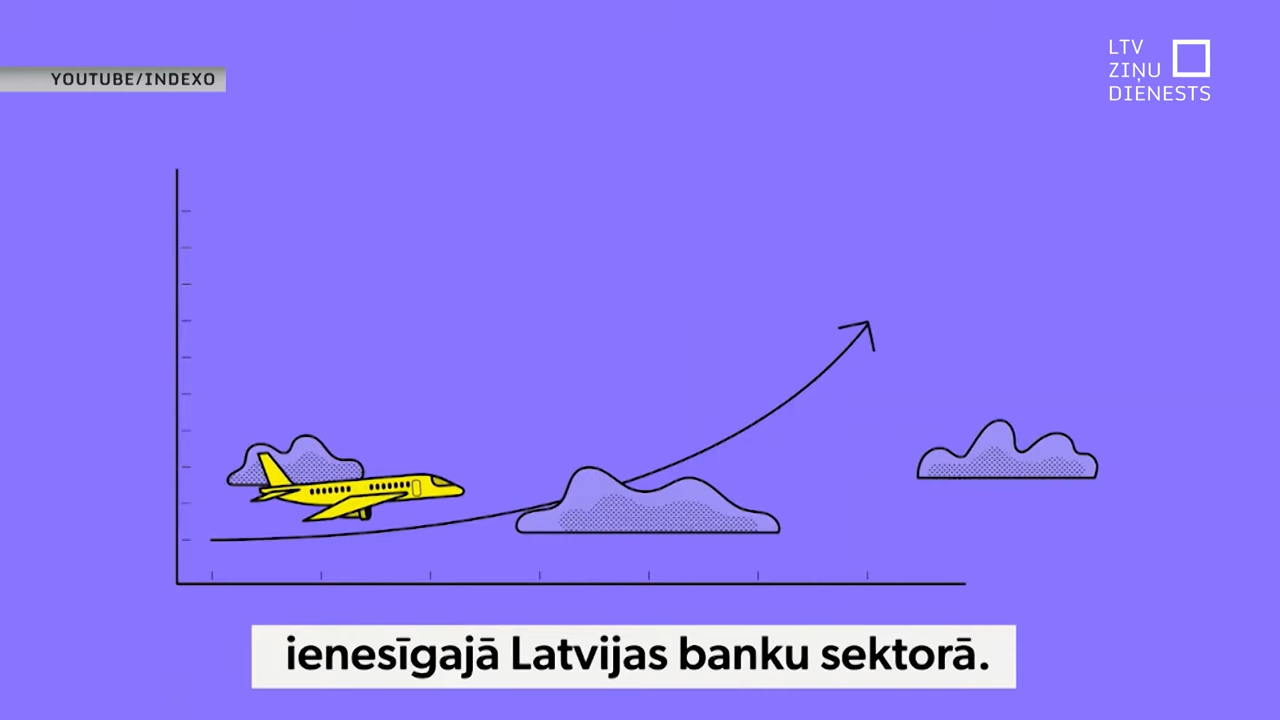 YOUTUBE/INDEXO
LTV
ZIŅU
DIENESTS
ienesīgajā Latvijas banku sektorā.